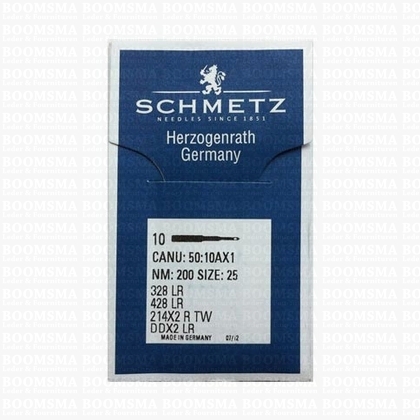 SCHMETZ
NEEDLES SINCE 1851
Herzogenrath
Germany
10
CANU: 50:10AX1
NM: 200 SIZE: 25
328 LR
428 LR
214X2 R TW
DDX2 LR
MADE IN GERMANY
BOOMSMA